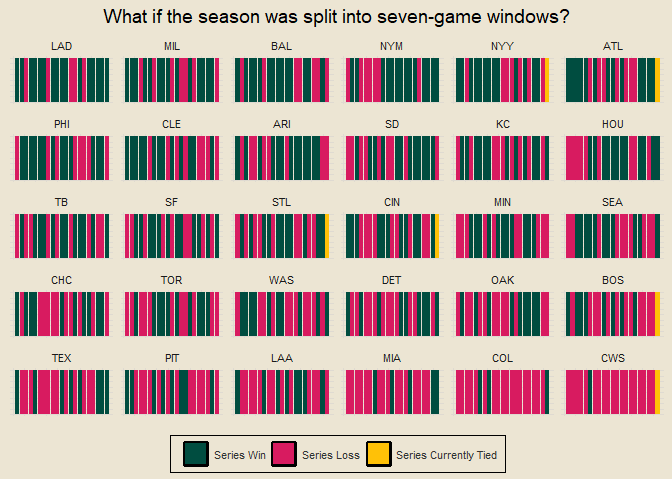 What if the season was split into seven-game windows?
LAD MIL BAL NYM NYY ATL
PHI CLE ARI SD KC HOU
TB SF STL CIN MIN SEA
CHC TOR WAS DET OAK BOS
TEX PIT LAA MIA COL CWS
Series Win Series Loss Series Currently Tied